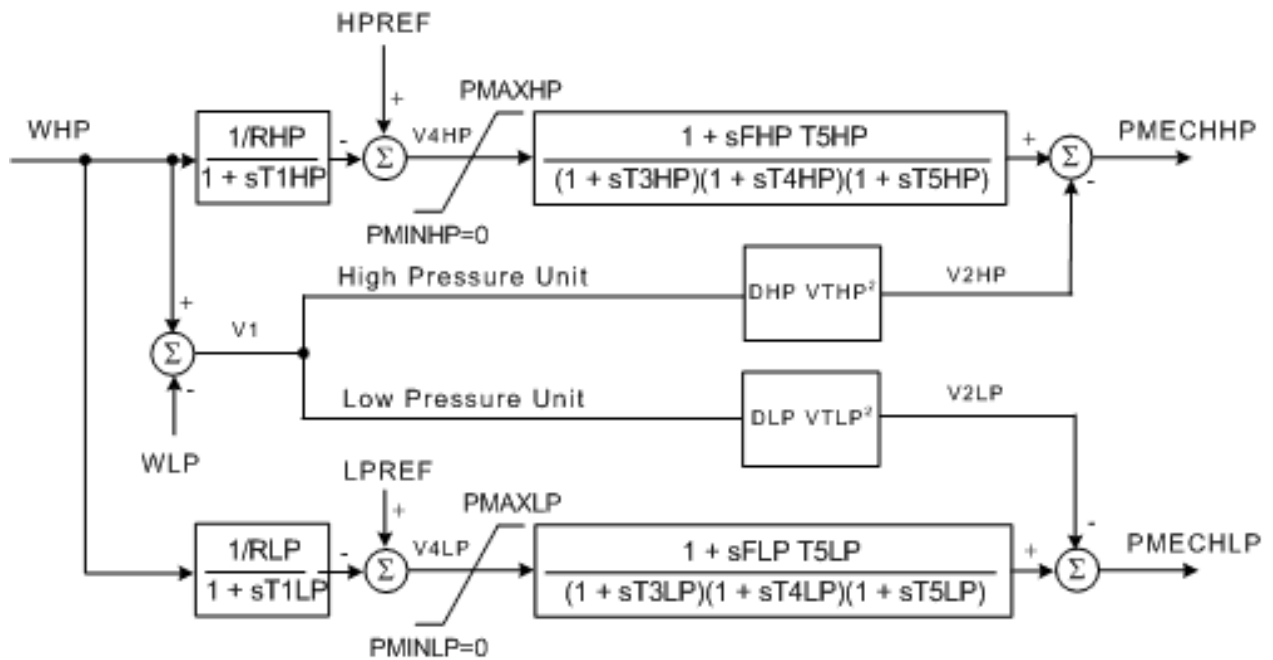 HPREF
PMAXHP
WHP
1/RHP
1 + sT1HP
-
+
Σ
V4HP
1 + sFHP T5HP
(1 + sT3HP)(1 + sT4HP)(1 + sT5HP)
+
Σ
-
PMECHHP
PMINHP=0
High Pressure Unit
DHP VTHP²
V2HP
+
Σ
-
V1
WLP
Low Pressure Unit
DLP VTLP²
V2LP
LPREF
PMAXLP
1/RLP
1 + sT1LP
-
+
Σ
V4LP
1 + sFLP T5LP
(1 + sT3LP)(1 + sT4LP)(1 + sT5LP)
+
-
Σ
PMECHLP
PMINLP=0